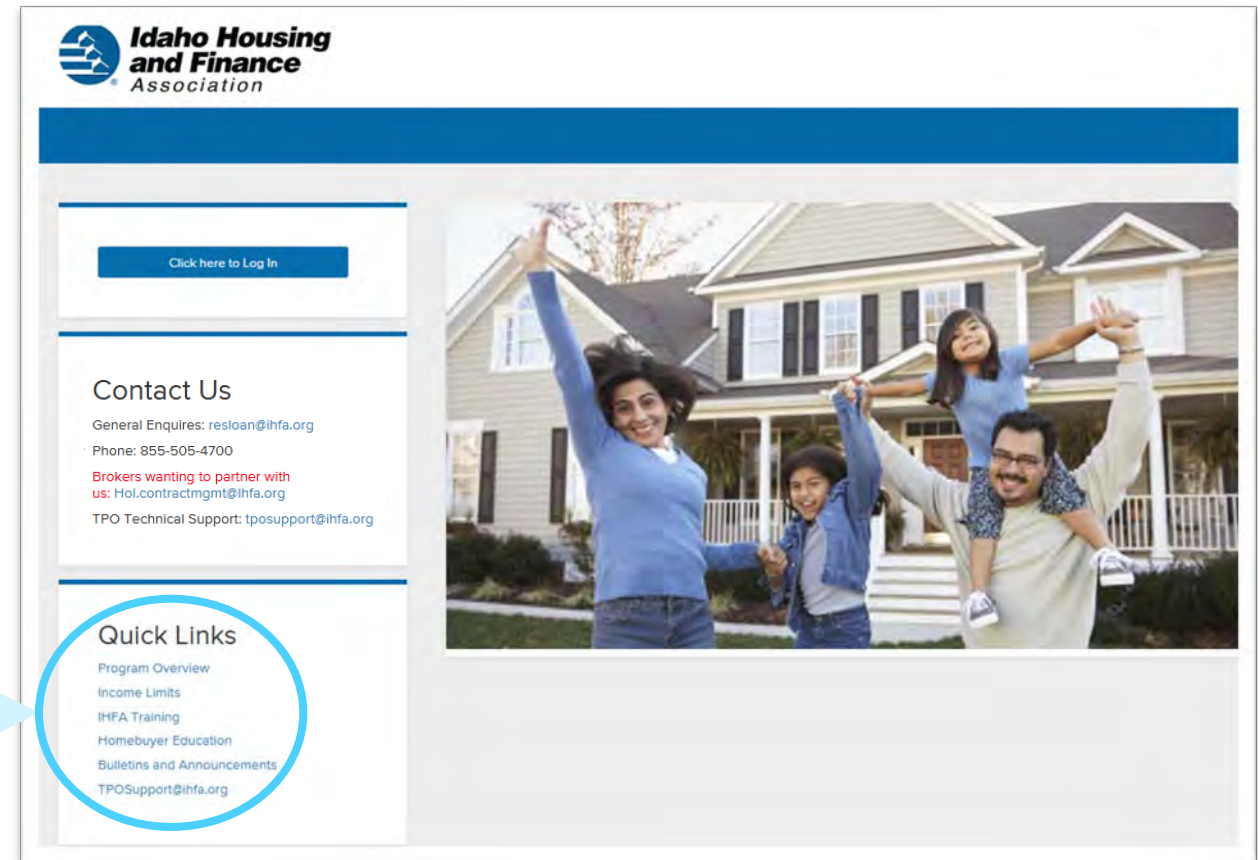 Idaho Housing
and Finance
Association
Click here to Log In
Contact Us
General Enquires: resloan@ihfa.org
Phone: 855-505-4700
Brokers wanting to partner with
us: Hol.contractmgmt@ihfa.org
TPO Technical Support: tposupport@ihfa.org
Quick Links
Program Overview
Income Limits
IHFA Training
Homebuyer Education
Bulletins and Announcements
TPOSupport@ihfa.org